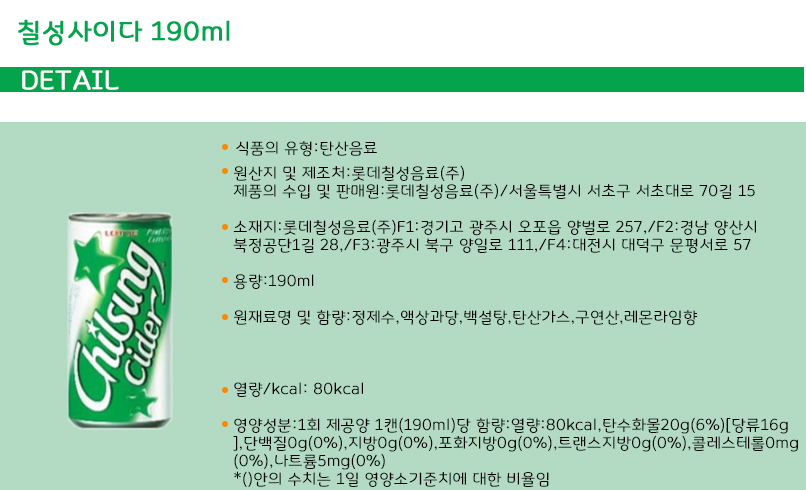 칠성사이다 190ml
DETAIL
식품의 유형:탄산음료
원산지 및 제조처:롯데칠성음료(주)
제품의 수입 및 판매원:롯데칠성음료(주)/서울특별시 서초구 서초대로 70길 15
소재지:롯데칠성음료(주)F1:경기고 광주시 오포읍 양벌로 257,/F2:경남 양산시
북정공단1길 28,/F3:광주시 북구 양일로 111,/F4:대전시 대덕구 문평서로 57
용량:190ml
원재료명 및 함량:정제수,액상과당,백설탕,탄산가스,구연산,레몬라임향
열량/kcal: 80kcal
영양성분:1회 제공양 1캔(190ml)당 함량:열량:80kcal,탄수화물20g(6%)[당류16g
],단백질0g(0%),지방0g(0%),포화지방0g(0%),트랜스지방0g(0%),콜레스테롤0mg
(0%),나트륨5mg(0%)
*()안의 수치는 1일 영양소기준치에 대한 비율임
LOTTE
Chilsung
Cider